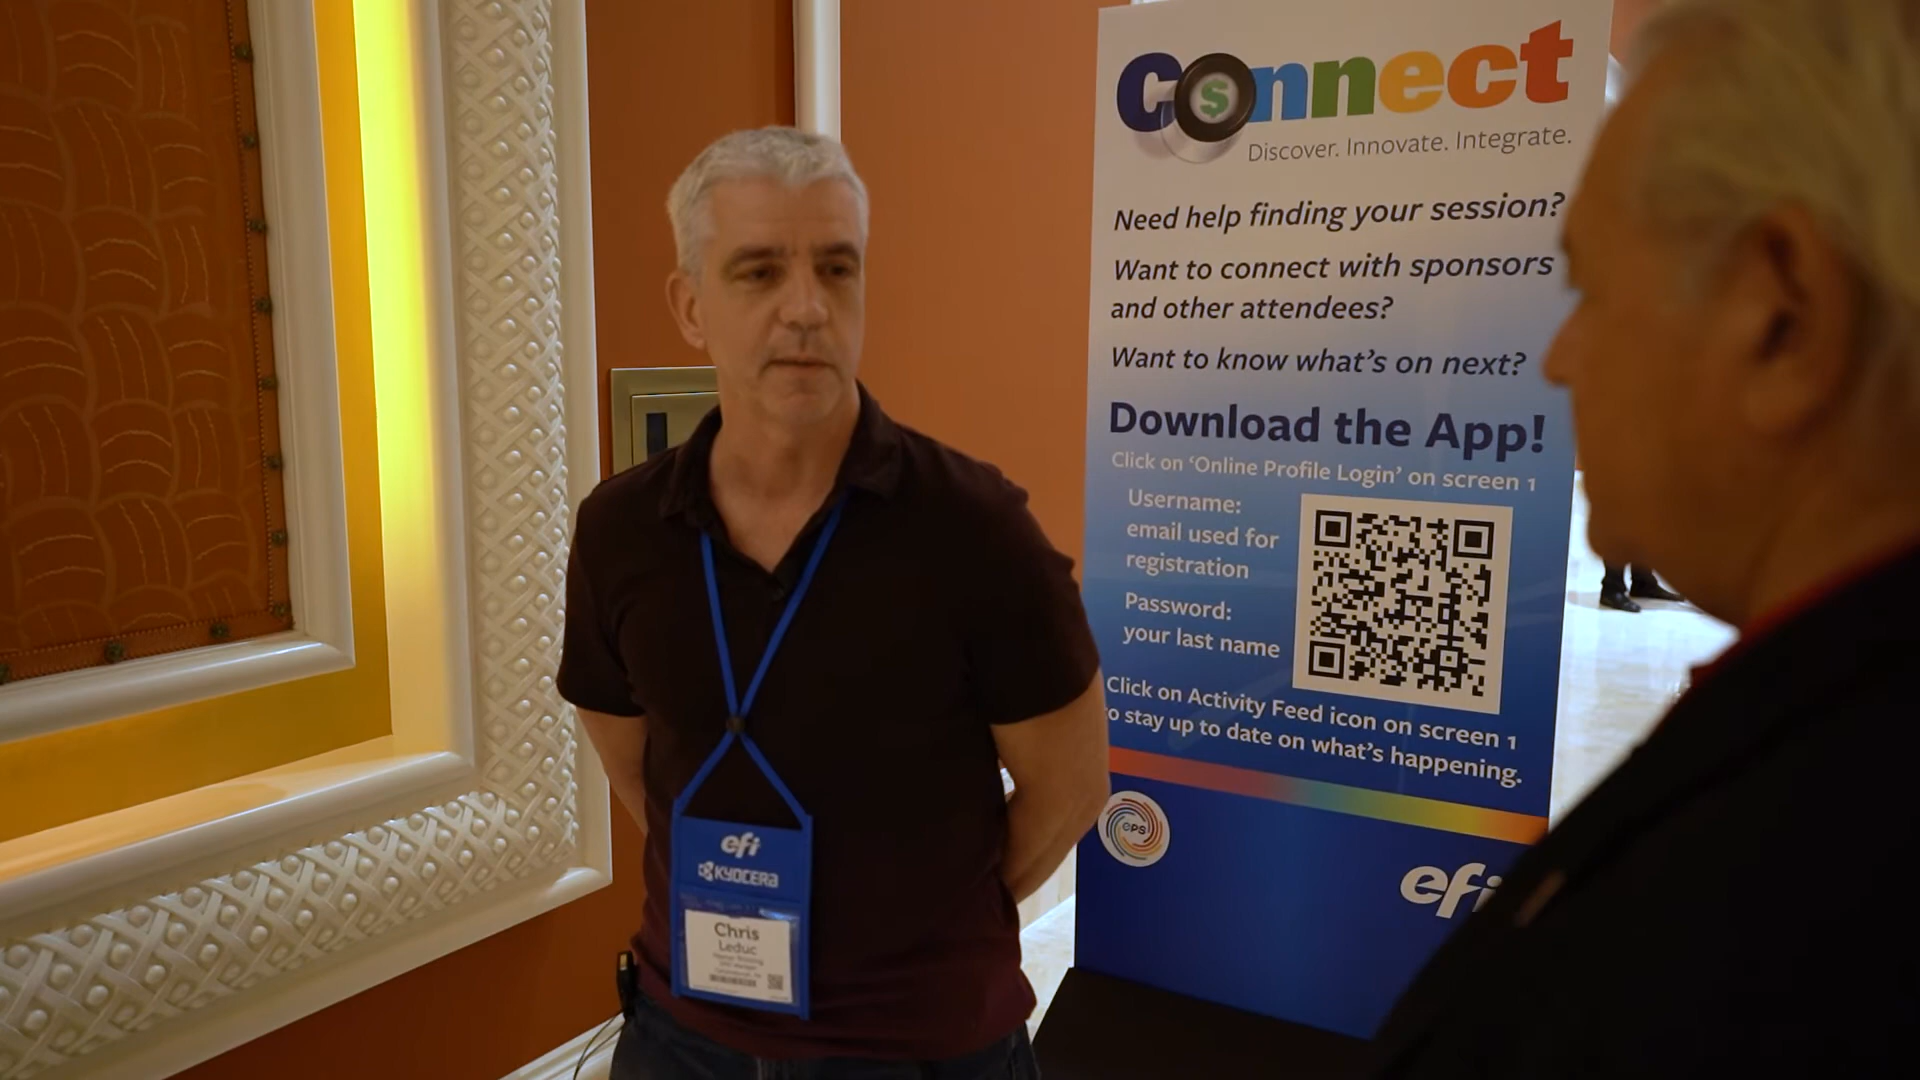 Connect
Discover. Innovate. Integrate.
Need help finding your session?
Want to connect with sponsors
and other attendees?
Want to know what's on next?
Download the App!
Click on 'Online Profile Login' on screen 1
Username:
email used for
registration
Password:
your last name
Click on Activity Feed icon on screen 1
to stay up to date on what's happening.
eps
efi
efi
KYOCERA
Chris
Leduc